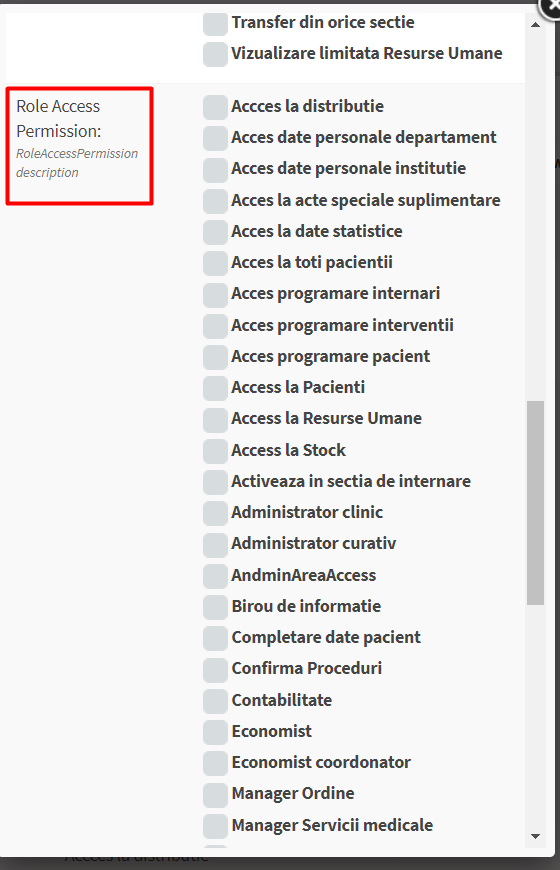 Transfer din orice sectie
Vizualizare limitata Resurse Umane
Role Access
Permission:
RoleAccessPermission
description
Accces la distributie
Acces date personale departament
Acces date personale institutie
Acces la acte speciale suplimentare
Acces la date statistice
Acces la toti pacientii
Acces programare internari
Acces programare interventii
Acces programare pacient
Access la Pacienti
Access la Resurse Umane
Access la Stock
Activeaza in sectia de internare
Administrator clinic
Administrator curativ
AndminAreaAccess
Birou de informatie
Completare date pacient
Confirma Proceduri
Contabilitate
Economist
Economist coordonator
Manager Ordine
Manager Servicii medicale